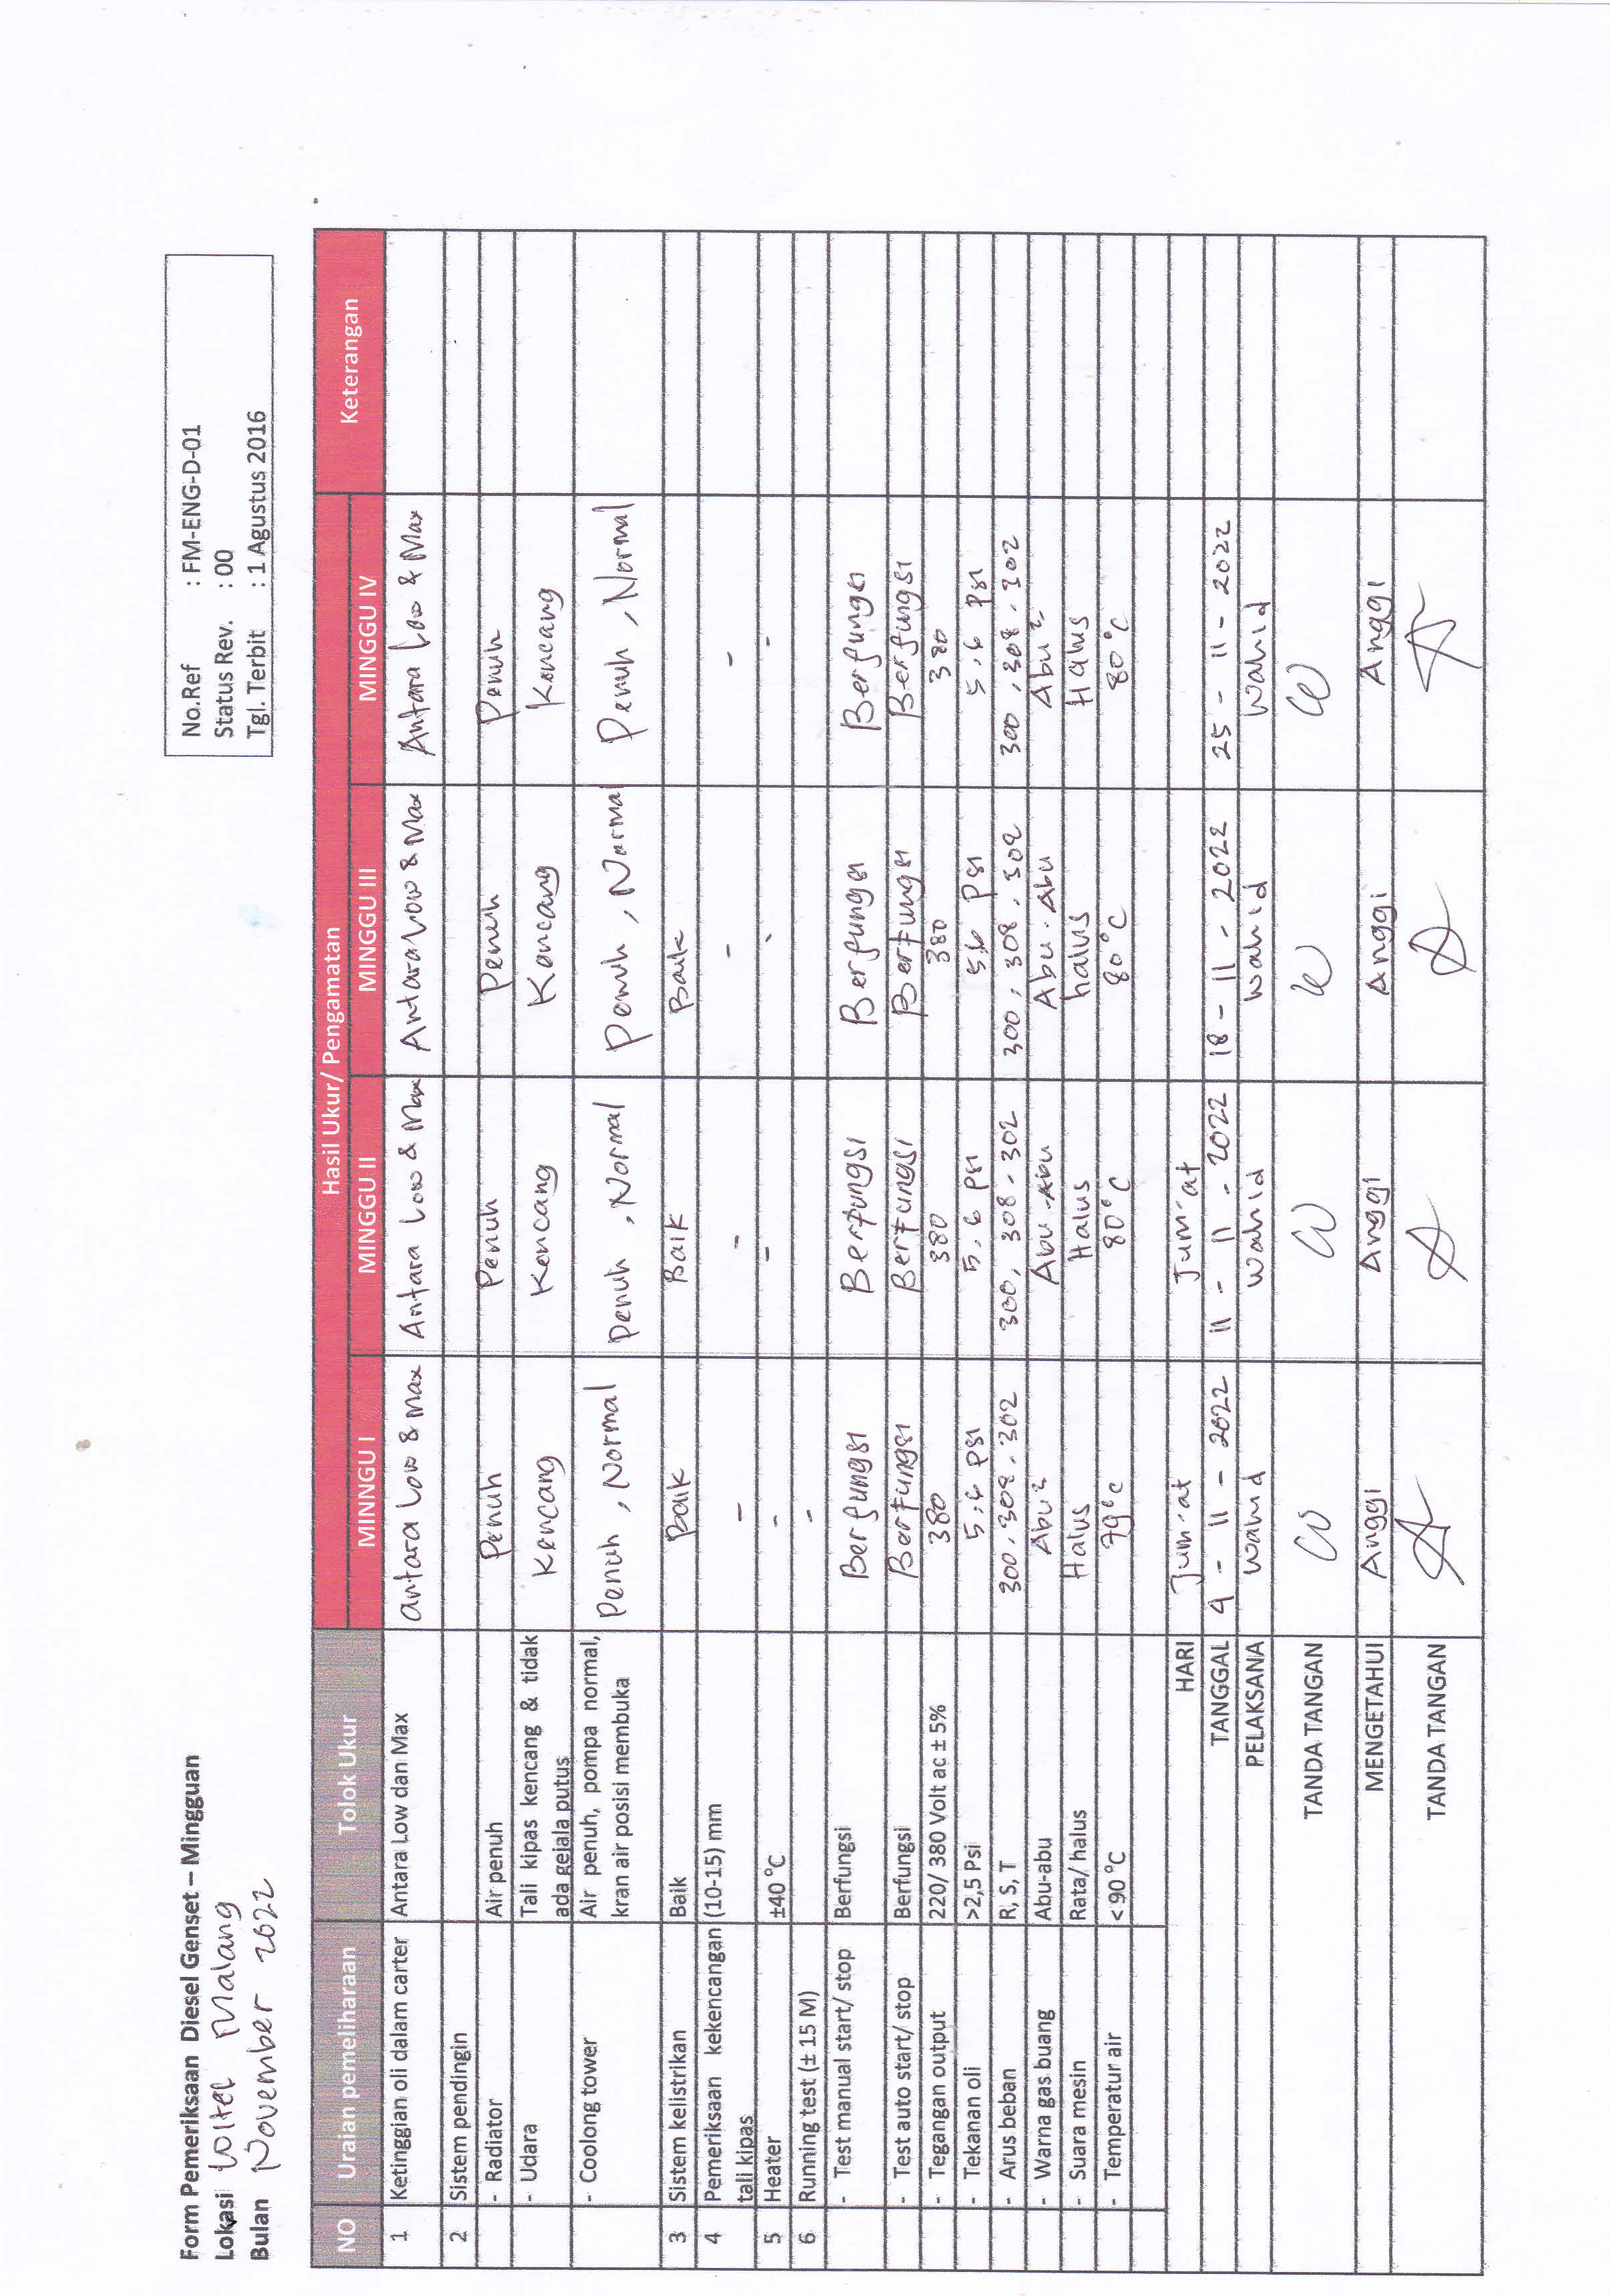 Form Pemeriksaan Diesel Genset – Mingguan
Lokasi Witel Malang
Bulan November 2022
No.Ref : FM-ENG-D-01
Status Rev. : 00
Tgl. Terbit : 1 Agustus 2016
NO Uraian pemeliharaan Tolok Ukur Hasil Ukur/ Pengamatan Keterangan
MINNGU I MINGGU II MINGGU III MINGGU IV
1 Ketinggian oli dalam carter Antara Low dan Max antara Low & Max Antara Low & Max Antara Low & Max Antara Low & Max
2 Sistem pendingin
- Radiator Air penuh Penuh Penuh Penuh Penuh
- Udara Tali kipas kencang & tidak Kencang Kencang Kencang Kencang
ada gejala putus
- Coolong tower Air penuh, pompa normal, Penuh , Normal Penuh , Normal Penuh , Normal Penuh , Normal
kran air posisi membuka
3 Sistem kelistrikan Baik Baik Baik Baik
4 Pemeriksaan kekencangan (10-15) mm - - - -
tali kipas
5 Heater ±40 °C - - - -
6 Running test (± 15 M) -
- Test manual start/ stop Berfungsi Berfungsi Berfungsi Berfungsi Berfungsi
- Test auto start/ stop Berfungsi Berfungsi Berfungsi Berfungsi Berfungsi
- Tegangan output 220/ 380 Volt ac ± 5% 380 380 380 380
- Tekanan oli >2,5 Psi 5,6 psi 5,6 psi 5,6 psi 5,6 psi
- Arus beban R, S, T 300, 308, 302 300, 308, 302 300, 308, 302 300, 308, 302
- Warna gas buang Abu-abu Abu² Abu-abu Abu-abu Abu²
- Suara mesin Rata/ halus Halus Halus halus Halus
- Temperatur air < 90 °C 79°C 80°C 80°C 80°C
HARI Jum'at Jum'at
TANGGAL 4 - 11 - 2022 11 - 11 - 2022 18 - 11 - 2022 25 - 11 - 2022
PELAKSANA Wahid Wahid Wahid Wahid
TANDA TANGAN
MENGETAHUI Anggi Anggi Anggi Anggi
TANDA TANGAN